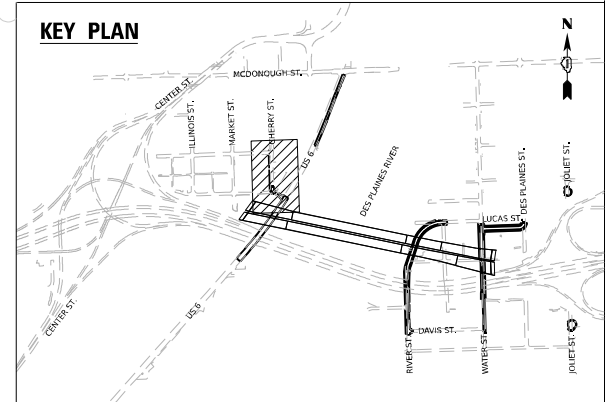 KEY PLAN
N
MCDONOUGH ST.
CENTER ST.
ILLINOIS ST.
MARKET ST.
CHERRY ST.
US 6
DES PLAINES RIVER
JOLIET ST.
DES PLAINES ST.
LUCAS ST.
CENTER ST.
US 6
DAVIS ST.
RIVER ST.
WATER ST.
JOLIET ST.